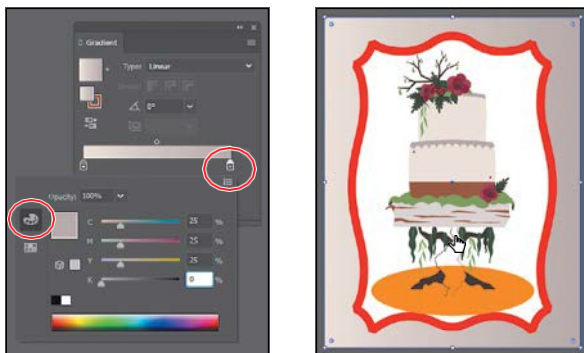 Gradient
Type: Linear
0°
Opacity: 100%
C 25 %
M 25 %
Y 25 %
K 0 %